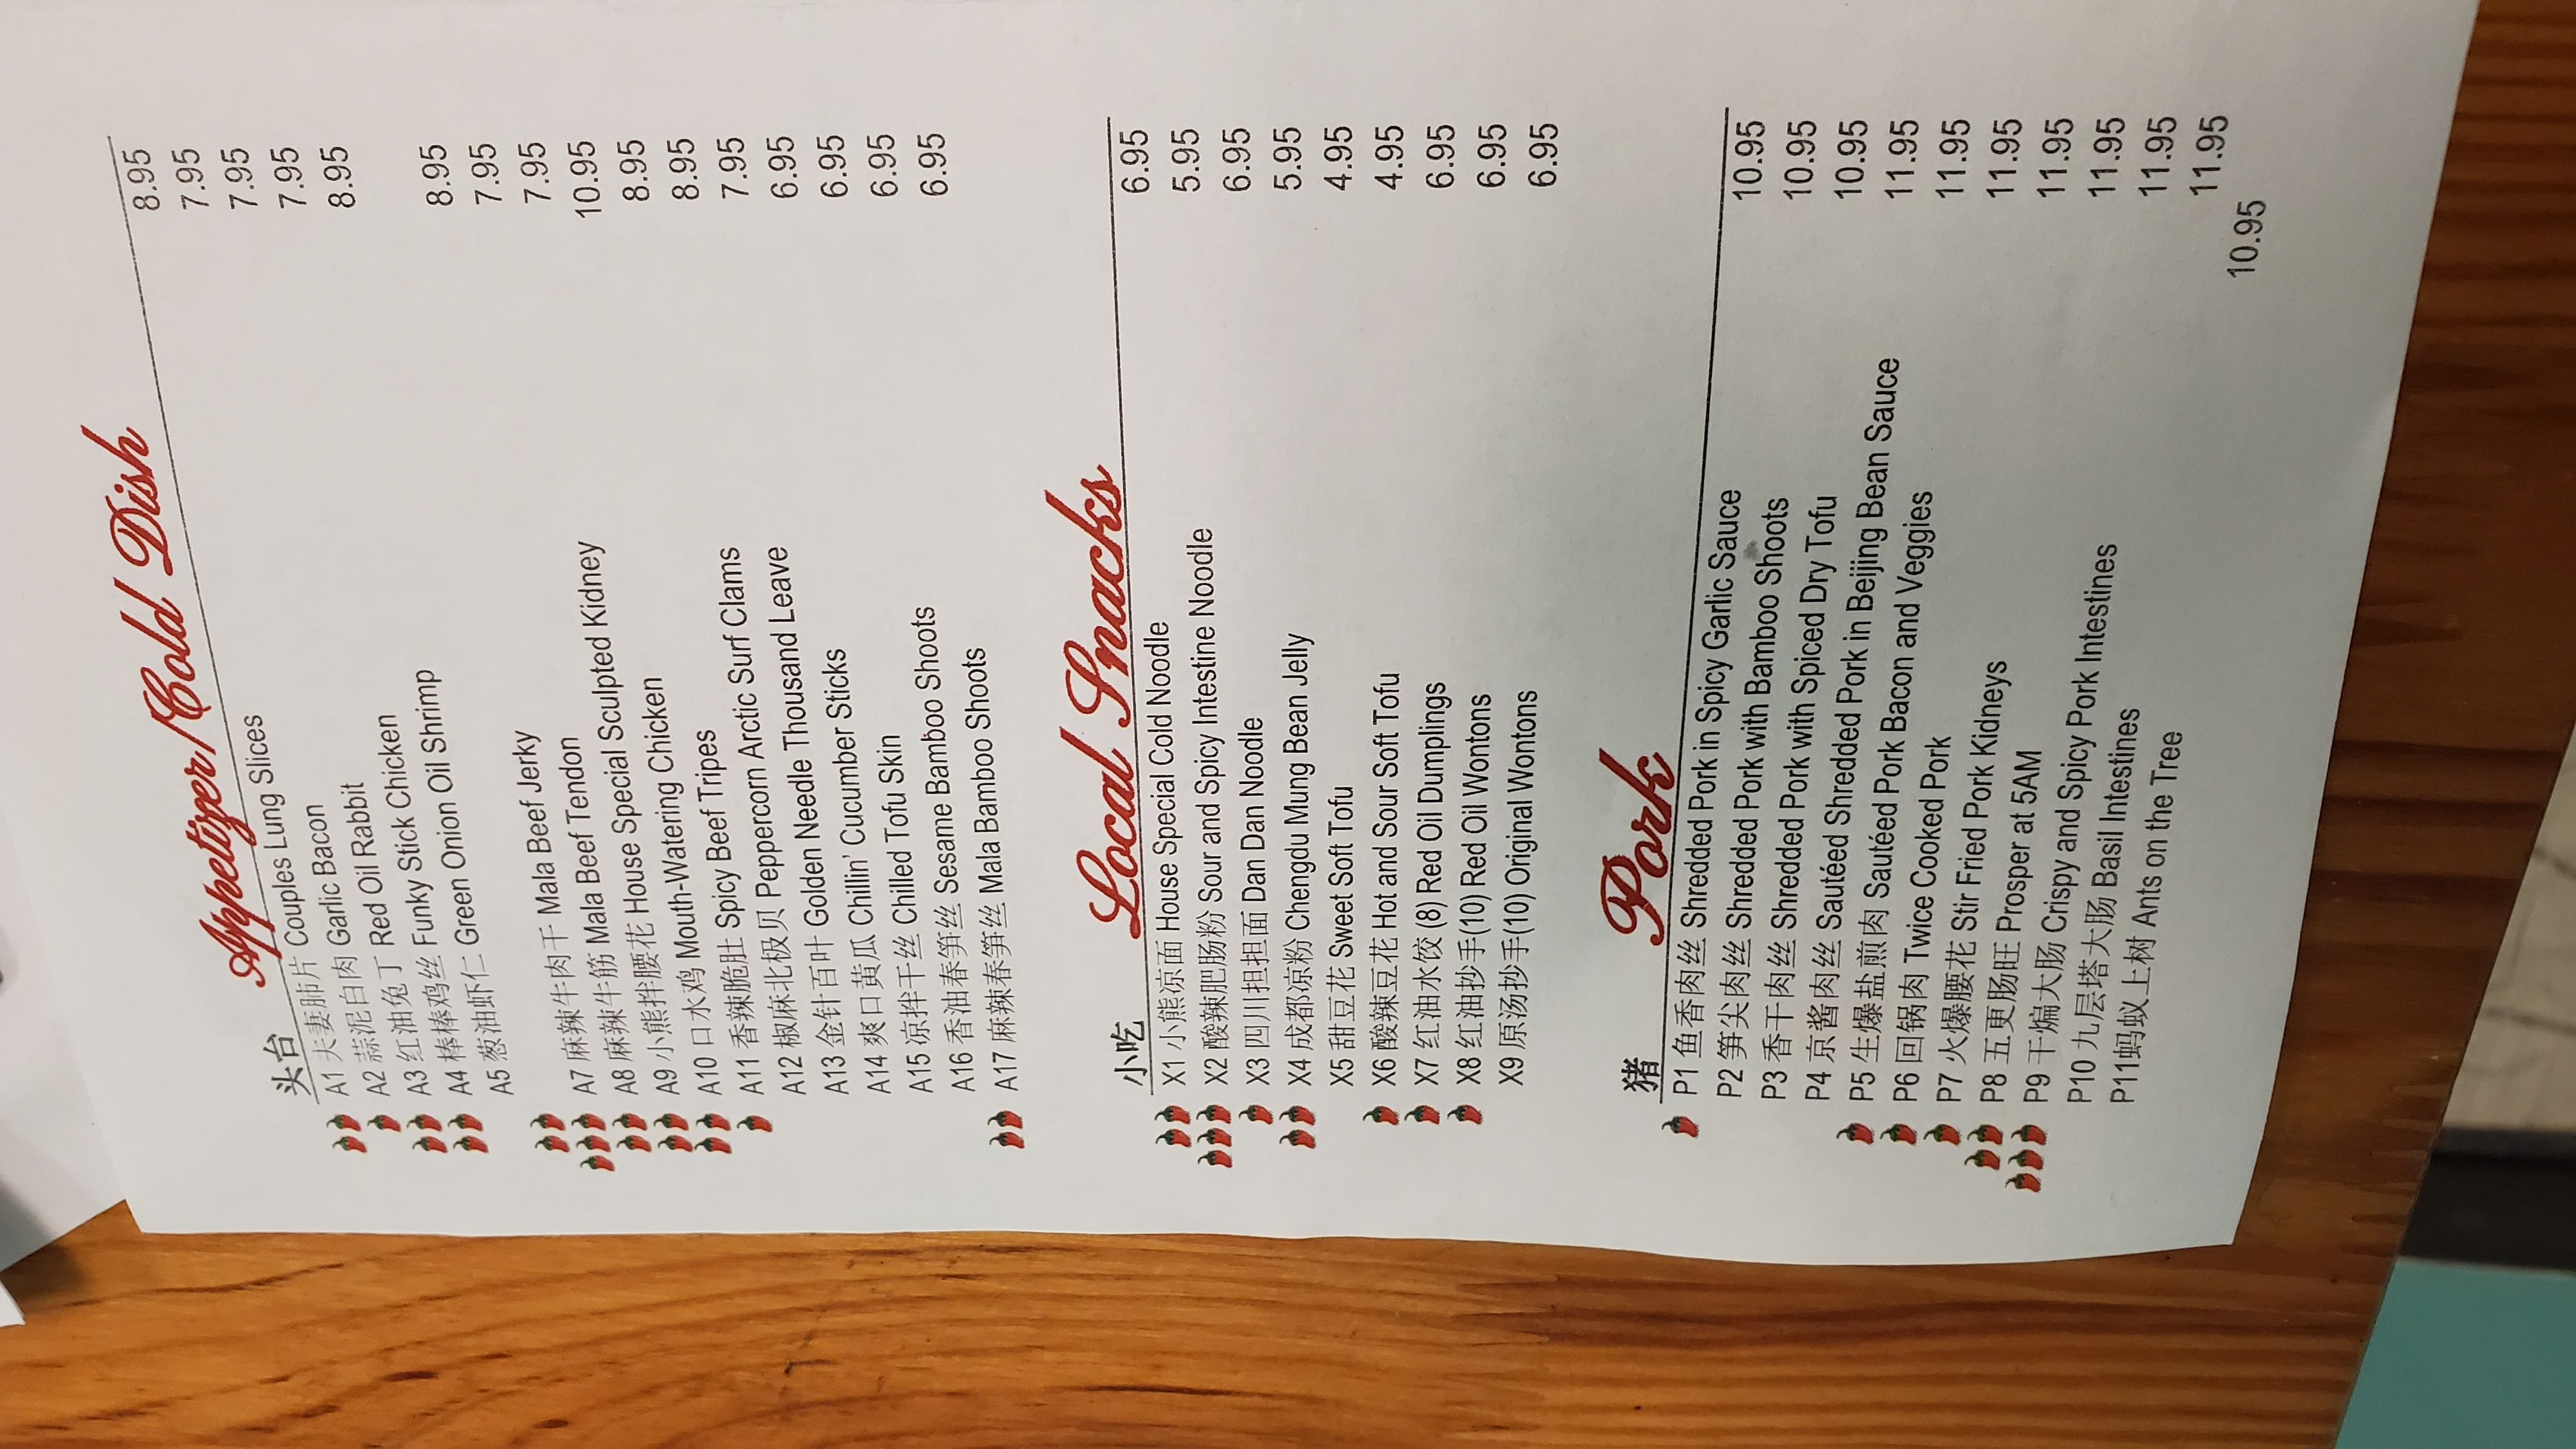 Appetizer/Cold Dish
头台
A1 夫妻肺片 Couples Lung Slices 8.95
A2 蒜泥白肉 Garlic Bacon 7.95
A3 红油兔丁 Red Oil Rabbit 7.95
A4 棒棒鸡丝 Funky Stick Chicken 7.95
A5 葱油虾仁 Green Onion Oil Shrimp 8.95
A7 麻辣牛肉干 Mala Beef Jerky 8.95
A8 麻辣牛筋 Mala Beef Tendon 7.95
A9 小熊拌腰花 House Special Sculpted Kidney 7.95
A10 口水鸡 Mouth-Watering Chicken 10.95
A11 香辣脆肚 Spicy Beef Tripes 8.95
A12 椒麻北极贝 Peppercorn Arctic Surf Clams 8.95
A13 金针百叶 Golden Needle Thousand Leave 7.95
A14 爽口黄瓜 Chillin' Cucumber Sticks 6.95
A15 凉拌干丝 Chilled Tofu Skin 6.95
A16 香油春笋丝 Sesame Bamboo Shoots 6.95
A17 麻辣春笋丝 Mala Bamboo Shoots 6.95
Local Snacks
小吃
X1 小熊凉面 House Special Cold Noodle 6.95
X2 酸辣肥肠粉 Sour and Spicy Intestine Noodle 5.95
X3 四川担担面 Dan Dan Noodle 6.95
X4 成都凉粉 Chengdu Mung Bean Jelly 5.95
X5 甜豆花 Sweet Soft Tofu 4.95
X6 酸辣豆花 Hot and Sour Soft Tofu 4.95
X7 红油水饺 (8) Red Oil Dumplings 6.95
X8 红油抄手(10) Red Oil Wontons 6.95
X9 原汤抄手(10) Original Wontons 6.95
Pork
猪
P1 鱼香肉丝 Shredded Pork in Spicy Garlic Sauce 10.95
P2 笋尖肉丝 Shredded Pork with Bamboo Shoots 10.95
P3 香干肉丝 Shredded Pork with Spiced Dry Tofu 10.95
P4 京酱肉丝 Sautéed Shredded Pork in Beijing Bean Sauce 11.95
P5 生爆盐煎肉 Sautéed Pork Bacon and Veggies 11.95
P6 回锅肉 Twice Cooked Pork 11.95
P7 火爆腰花 Stir Fried Pork Kidneys 11.95
P8 五更肠旺 Prosper at 5AM 11.95
P9 干煸大肠 Crispy and Spicy Pork Intestines 11.95
P10 九层塔大肠 Basil Intestines 11.95
P11蚂蚁上树 Ants on the Tree 10.95